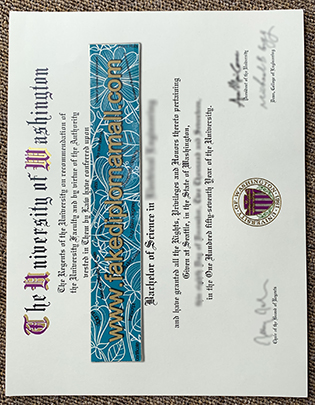 The University of Washington
The Regents of the University on recommendation of
the University Faculty and by virtue of the Authority
vested in Them by Law have conferred upon
www.fakediplomamall.com
Bachelor of Science in
and have granted all the Rights, Privileges and Honors thereto pertaining
Given at Seattle, in the State of Washington,
in the One Hundred fifty-seventh Year of the University.
Chair of the Board of Regents
President of the University
Dean, College of Engineering